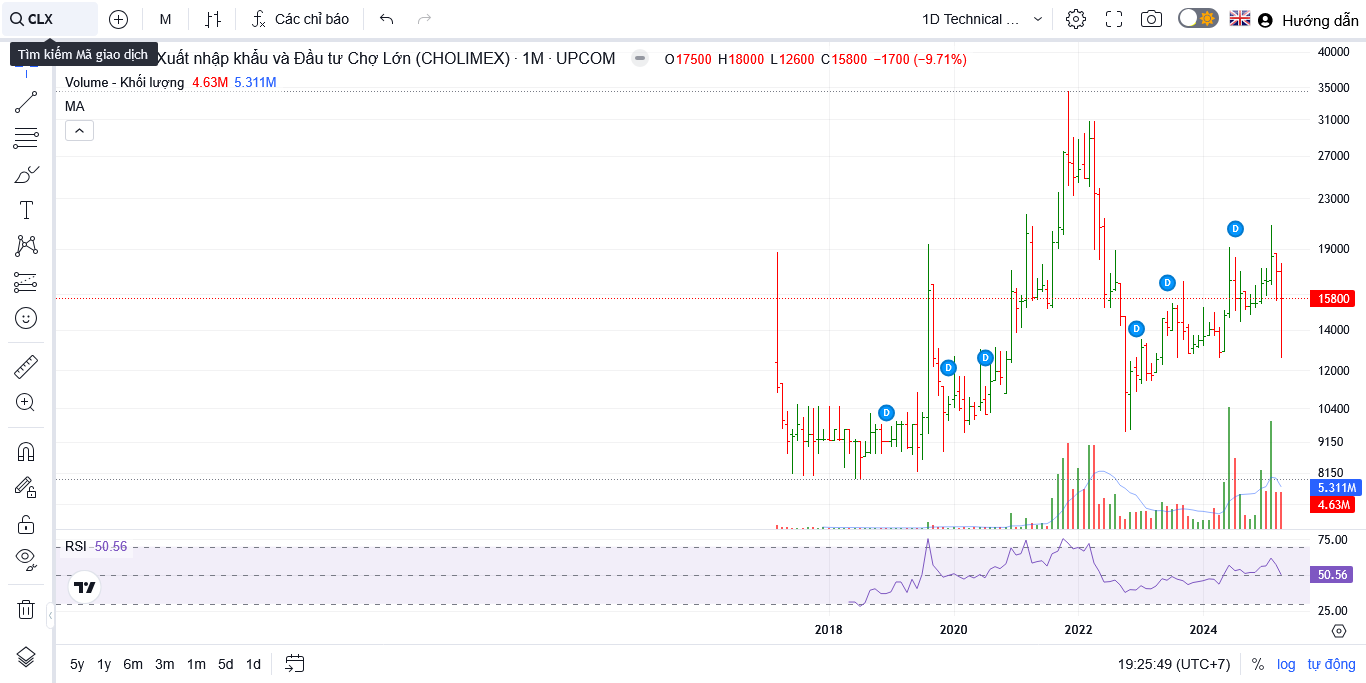 CLX M Các chỉ báo 1D Technical ... Hướng dẫn
Tìm kiếm Mã giao dịch
Xuất nhập khẩu và Đầu tư Chợ Lớn (CHOLIMEX) · 1M · UPCOM O17500 H18000 L12600 C15800 −1700 (−9.71%)
Volume - Khối lượng 4.63M 5.311M
MA
40000
35000
31000
27000
23000
19000
15800
14000
12000
10400
9150
8150
5.311M
4.63M
D
D
D
D
D
D
RSI 50.56
75.00
50.56
25.00
2018 2020 2022 2024
5y 1y 6m 3m 1m 5d 1d 19:25:49 (UTC+7) % log tự động